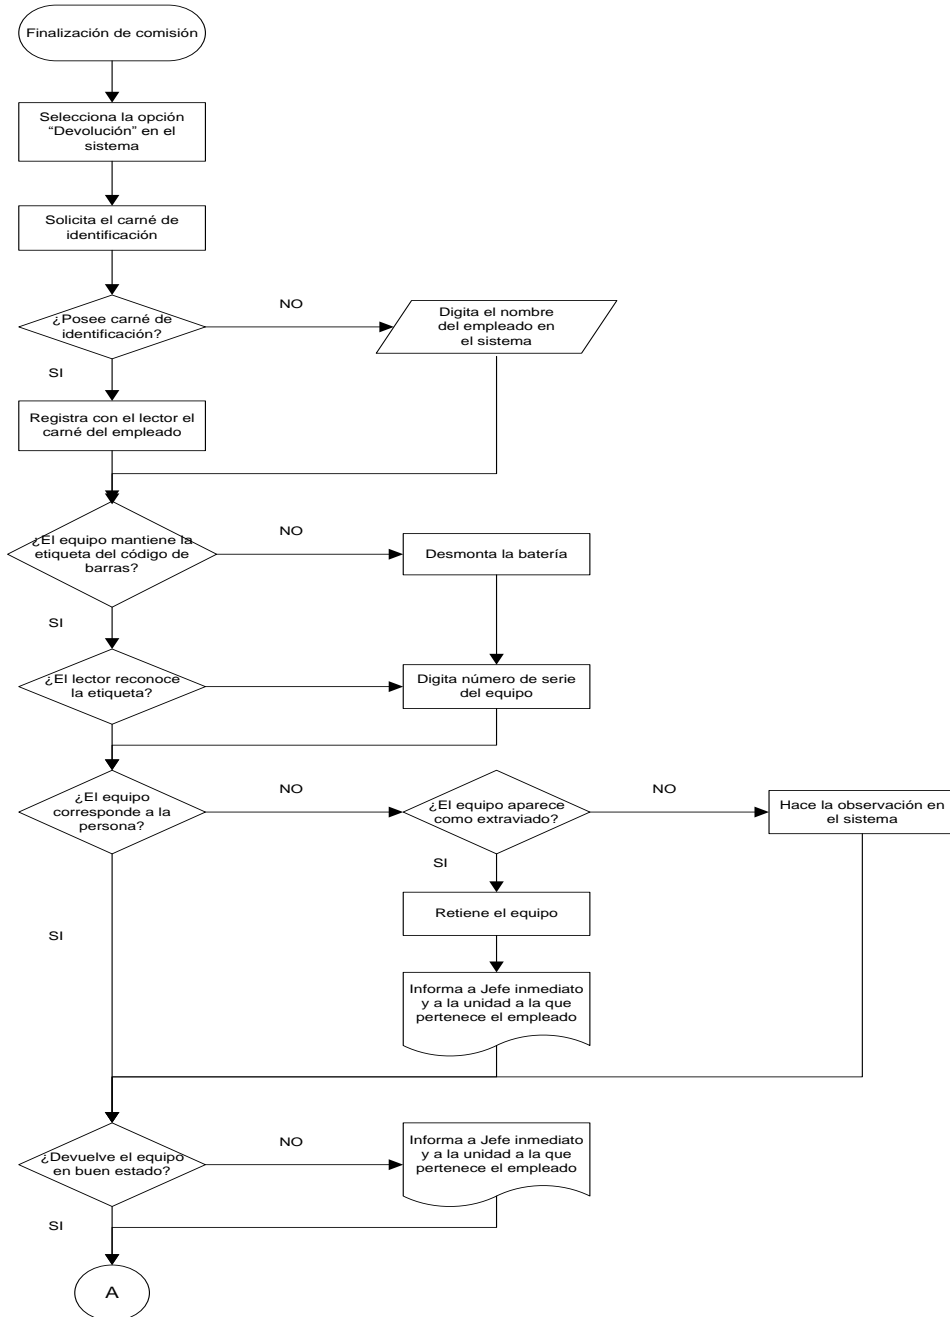 Finalización de comisión
Selecciona la opción
“Devolución” en el
sistema
Solicita el carné de
identificación
¿Posee carné de
identificación?
NO
Digita el nombre
del empleado en
el sistema
SI
Registra con el lector el
carné del empleado
¿El equipo mantiene la
etiqueta del código de
barras?
NO
Desmonta la batería
SI
¿El lector reconoce
la etiqueta?
Digita número de serie
del equipo
¿El equipo
corresponde a la
persona?
NO
¿El equipo aparece
como extraviado?
NO
Hace la observación en
el sistema
SI
Retiene el equipo
SI
Informa a Jefe inmediato
y a la unidad a la que
pertenece el empleado
¿Devuelve el equipo
en buen estado?
NO
Informa a Jefe inmediato
y a la unidad a la que
pertenece el empleado
SI
A